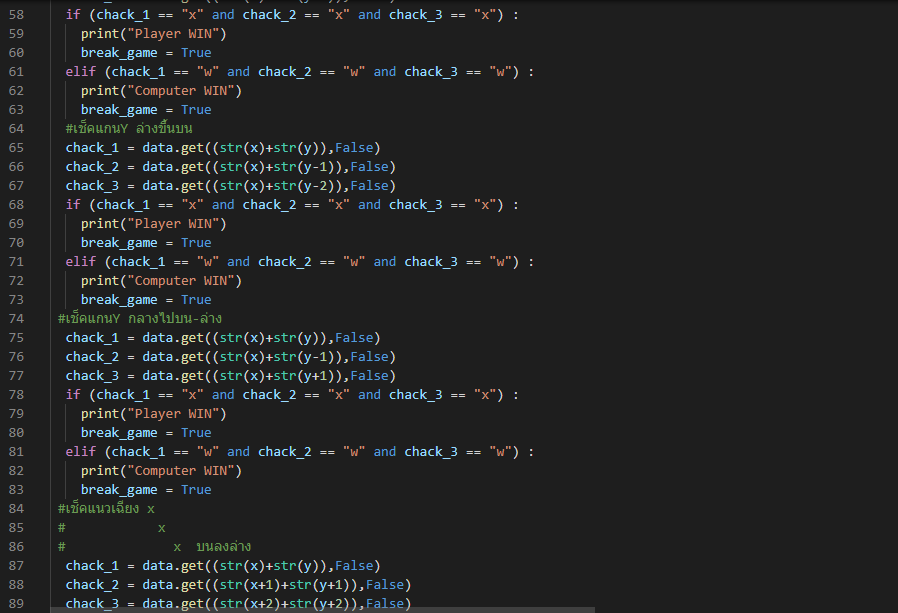 58 if (chack_1 == "x" and chack_2 == "x" and chack_3 == "x") :
59 print("Player WIN")
60 break_game = True
61 elif (chack_1 == "w" and chack_2 == "w" and chack_3 == "w") :
62 print("Computer WIN")
63 break_game = True
64 #เช็คแกนY ล่างขึ้นบน
65 chack_1 = data.get((str(x)+str(y)),False)
66 chack_2 = data.get((str(x)+str(y-1)),False)
67 chack_3 = data.get((str(x)+str(y-2)),False)
68 if (chack_1 == "x" and chack_2 == "x" and chack_3 == "x") :
69 print("Player WIN")
70 break_game = True
71 elif (chack_1 == "w" and chack_2 == "w" and chack_3 == "w") :
72 print("Computer WIN")
73 break_game = True
74 #เช็คแกนY กลางไปบน-ล่าง
75 chack_1 = data.get((str(x)+str(y)),False)
76 chack_2 = data.get((str(x)+str(y-1)),False)
77 chack_3 = data.get((str(x)+str(y+1)),False)
78 if (chack_1 == "x" and chack_2 == "x" and chack_3 == "x") :
79 print("Player WIN")
80 break_game = True
81 elif (chack_1 == "w" and chack_2 == "w" and chack_3 == "w") :
82 print("Computer WIN")
83 break_game = True
84 #เช็คแนวเฉียง x
85 # x
86 # x บนลงล่าง
87 chack_1 = data.get((str(x)+str(y)),False)
88 chack_2 = data.get((str(x+1)+str(y+1)),False)
89 chack_3 = data.get((str(x+2)+str(y+2)),False)